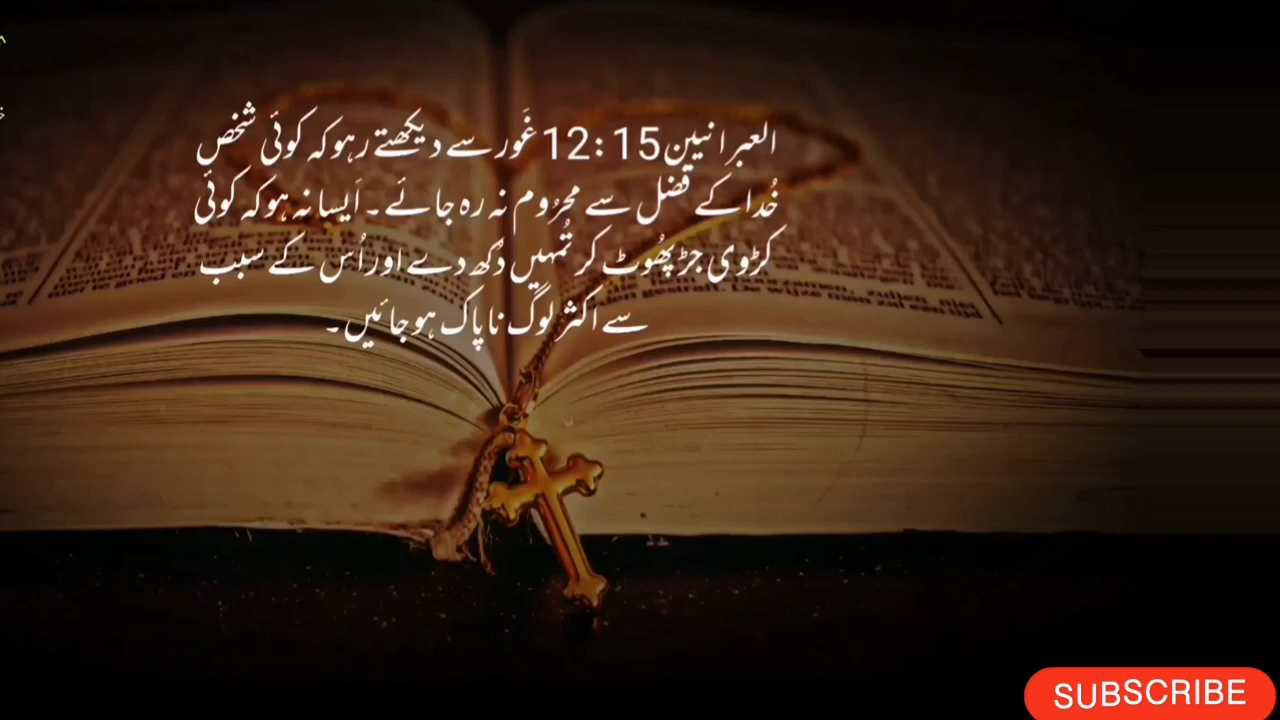 العبرانیین 12:15 غَور سے دیکھتے رہو کہ کوئی شخص
خُدا کے فضل سے محرُوم نہ رہ جائے۔ اَیسا نہ ہو کہ کوئی
کڑوی جڑ پھُوٹ کر تُمہیں دُکھ دے اور اُس کے سبب
سے اکثر لوگ ناپاک ہو جائیں۔
SUBSCRIBE